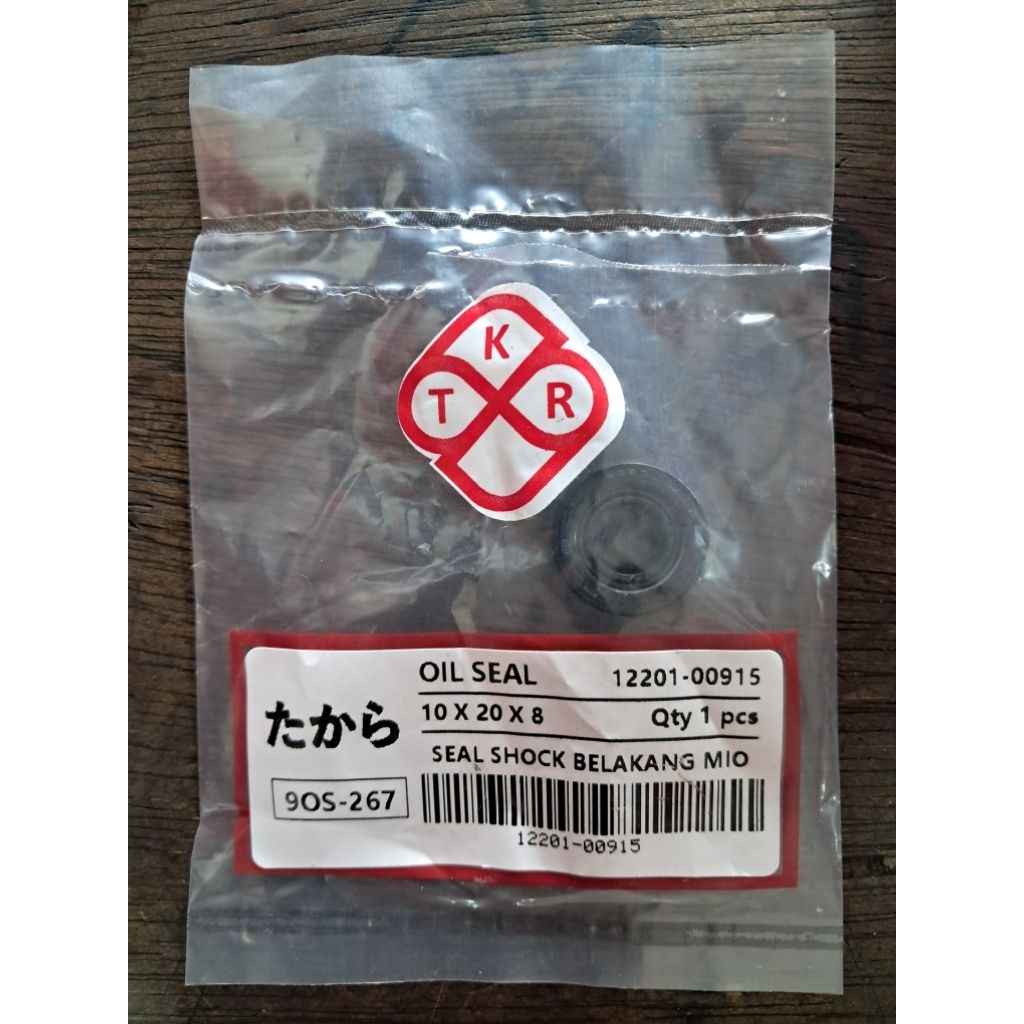 K
T R
OIL SEAL 12201-00915
たから
10 X 20 X 8 Qty 1 pcs
SEAL SHOCK BELAKANG MIO
9OS-267
12201-00915